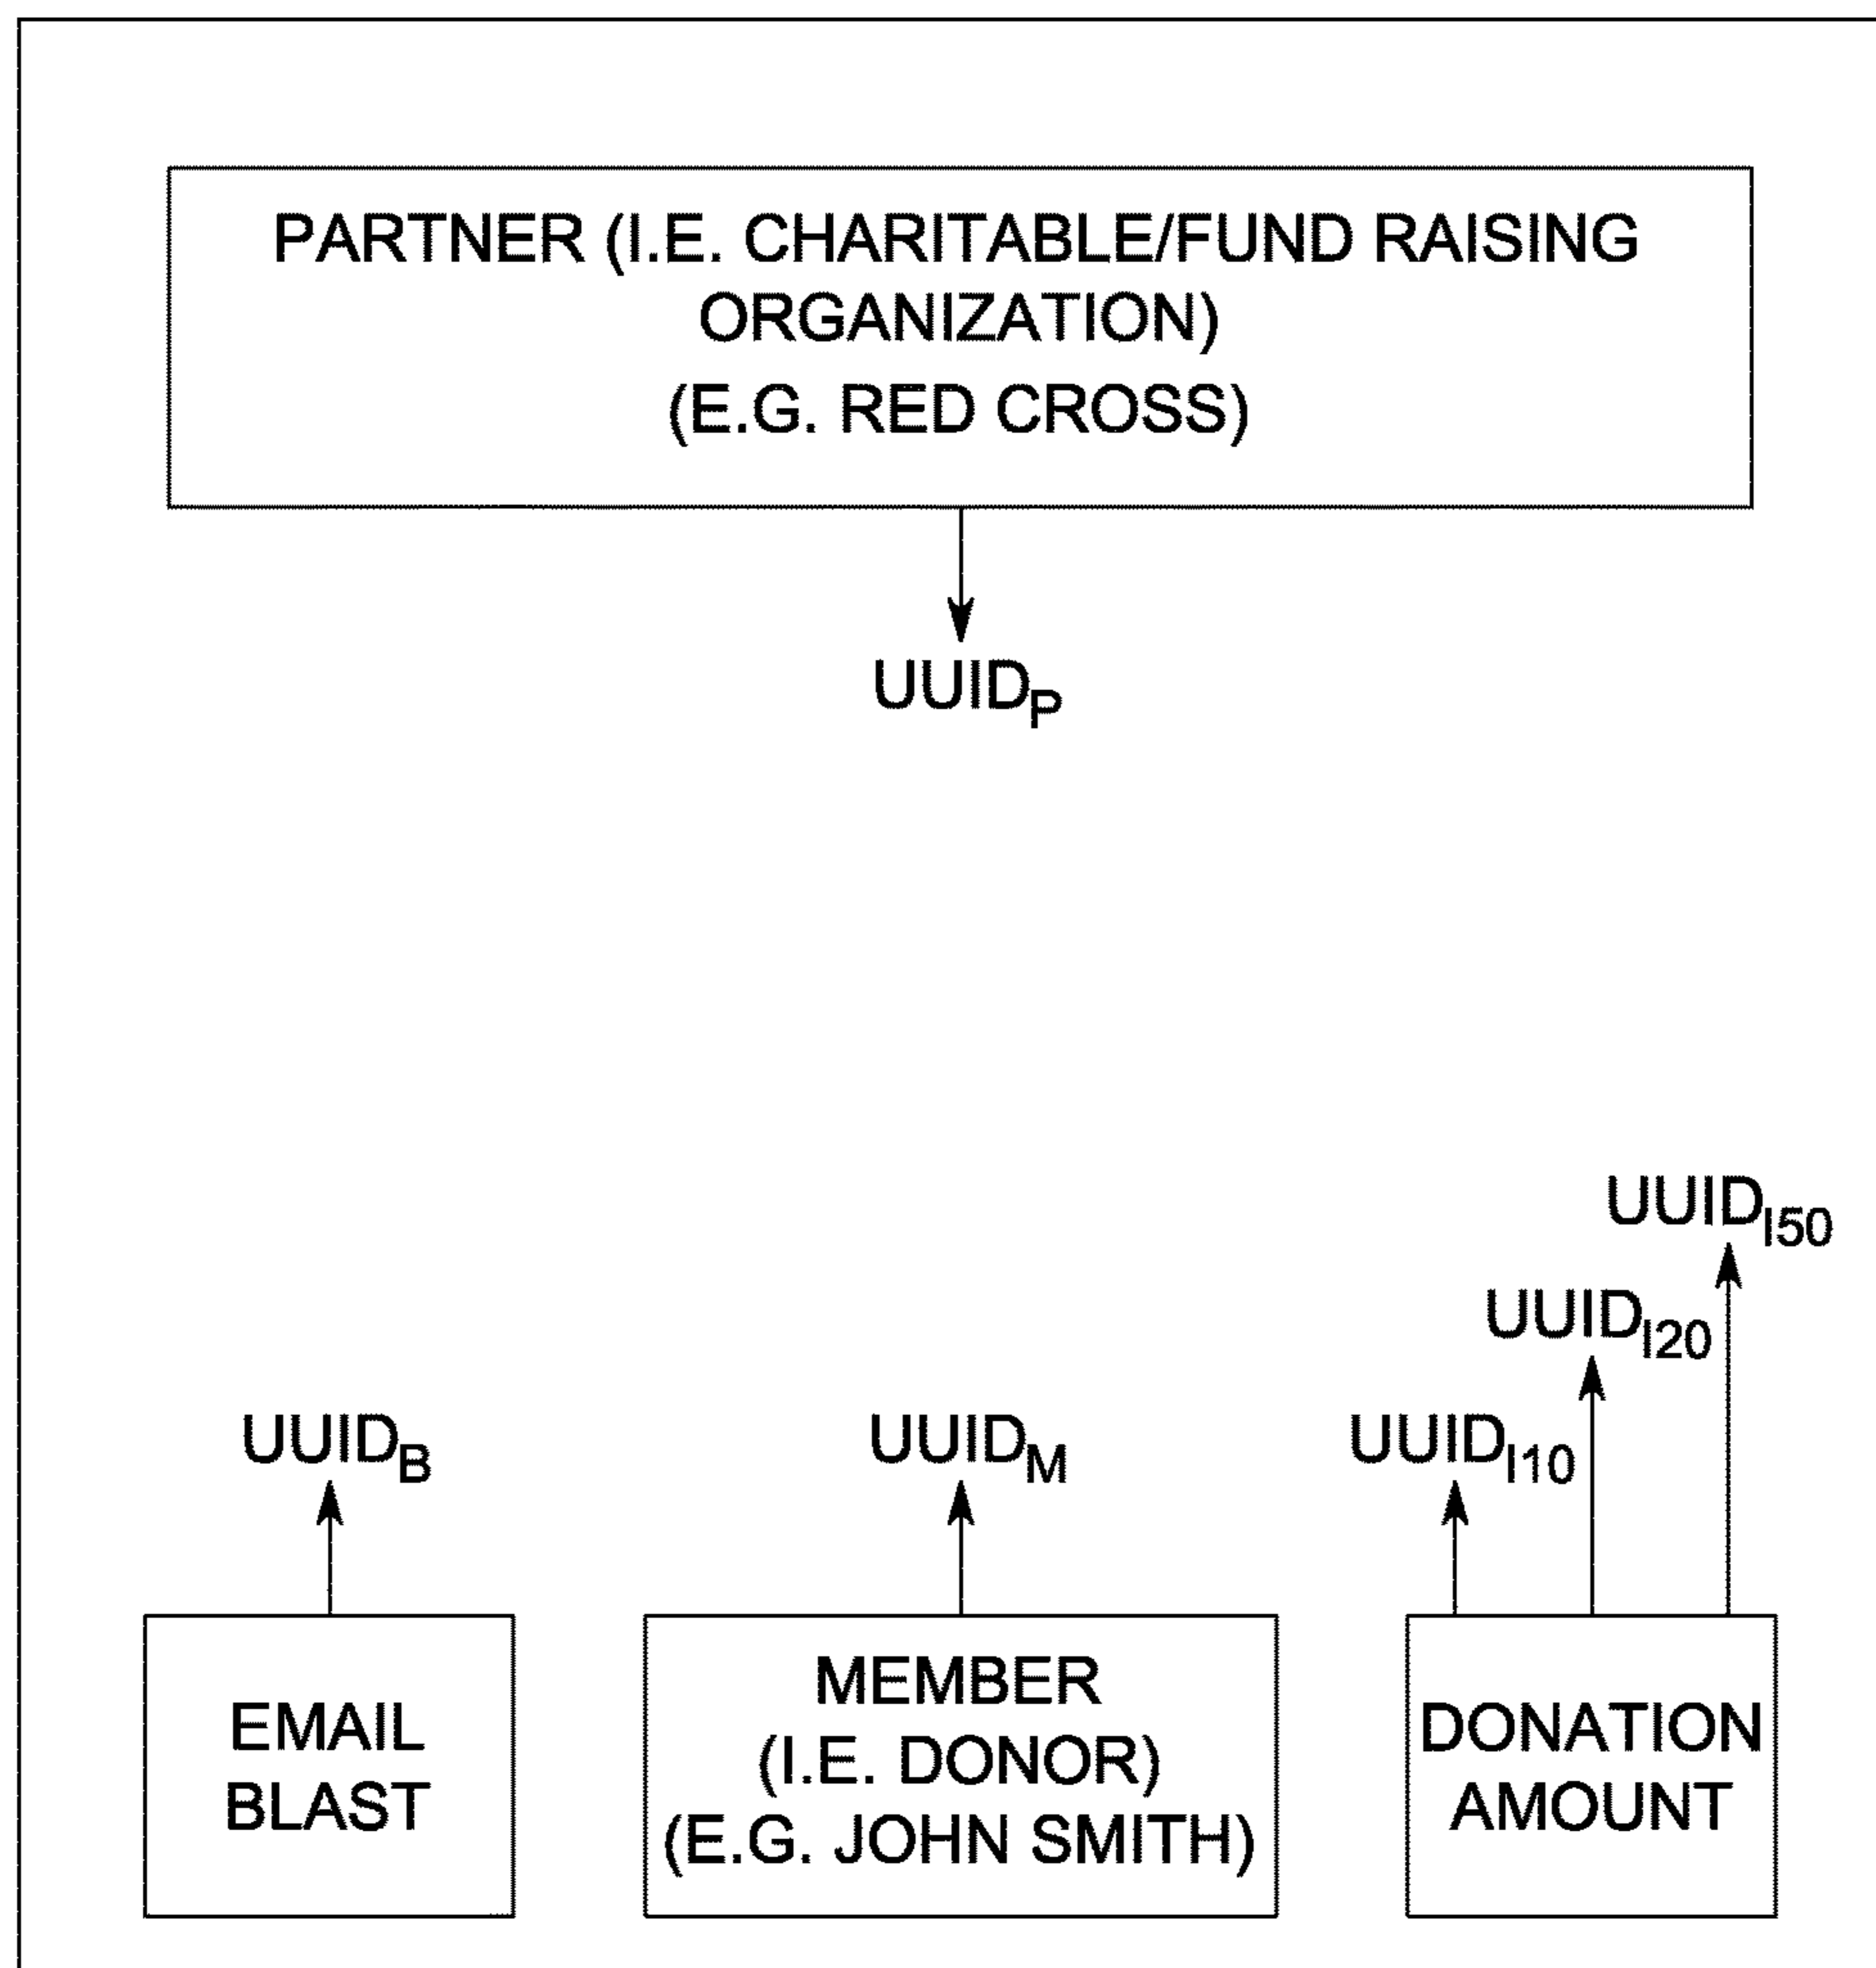 PARTNER (I.E. CHARITABLE/FUND RAISING
ORGANIZATION)
(E.G. RED CROSS)
UUIDP
UUIDI50
UUIDI20
UUIDB
UUIDM
UUIDI10
EMAIL
BLAST
MEMBER
(I.E. DONOR)
(E.G. JOHN SMITH)
DONATION
AMOUNT